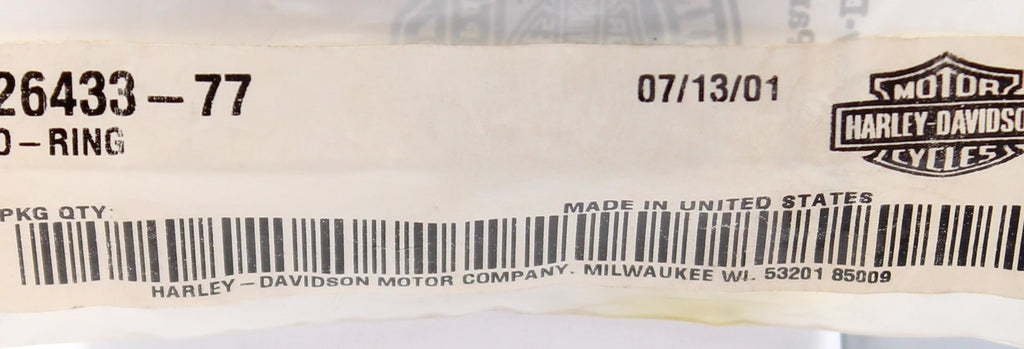 26433-77
07/13/01
O-RING
MOTOR
HARLEY-DAVIDSO
CYCLES
PKG QTY:
MADE IN UNITED STATES
HARLEY-DAVIDSON MOTOR COMPANY. MILWAUKEE WI. 53201 85009